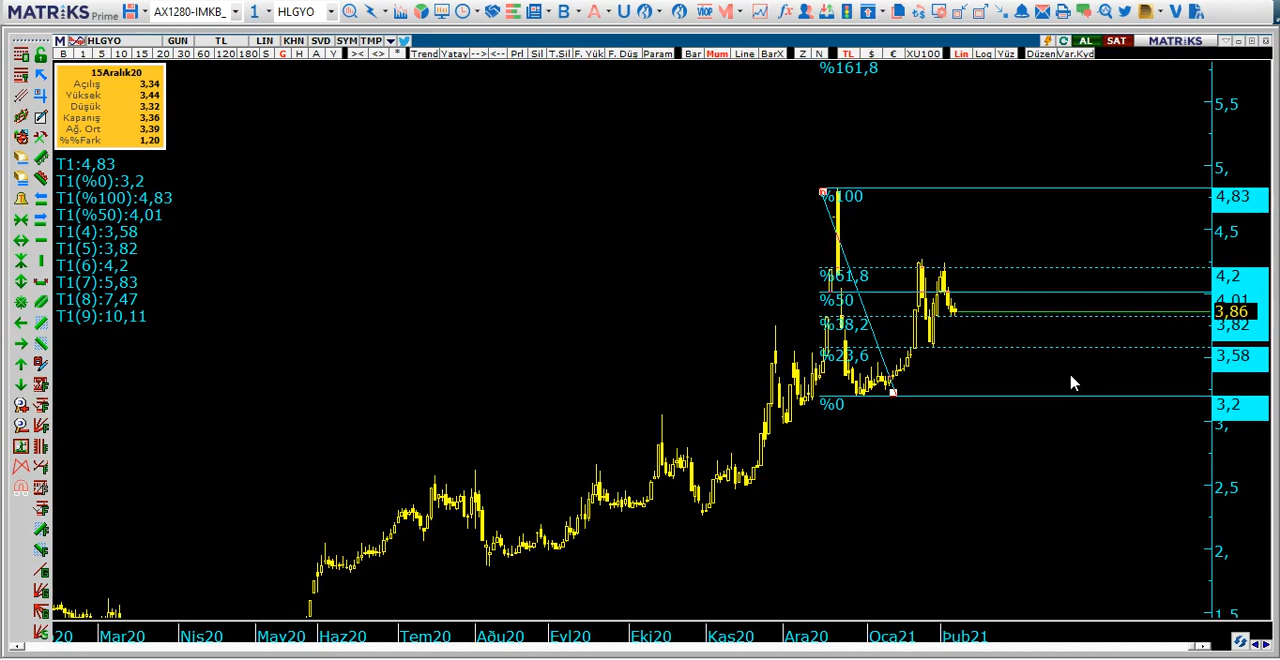 MATRİKS Prime AX1280-IMKB_ 1 HLGYO
M HLGYO GUN TL LIN KHN SVD SYM TMP
B 1 5 10 15 20 30 60 120 180 S G H A Y Trend Yatay --> <-- Prl Sil T.Sil F. Yük F. Düş Param Bar Mum Line BarX Z N TL $ € XU100 Lin Log Yüz Düzen Var.Kyd
AL SAT MATRİKS
15Aralık20
Açılış 3,34
Yüksek 3,44
Düşük 3,32
Kapanış 3,36
Ağ. Ort 3,39
%%Fark 1,20
T1:4,83
T1(%0):3,2
T1(%100):4,83
T1(%50):4,01
T1(4):3,58
T1(5):3,82
T1(6):4,2
T1(7):5,83
T1(8):7,47
T1(9):10,11
%161,8
%100
%61,8
%50
%38,2
%23,6
%0
5,5
5,
4,83
4,5
4,2
4,01
3,86
3,82
3,58
3,2
3,
2,5
2,
1,5
20 Mar20 Nis20 May20 Haz20 Tem20 Aðu20 Eyl20 Eki20 Kas20 Ara20 Oca21 Þub21